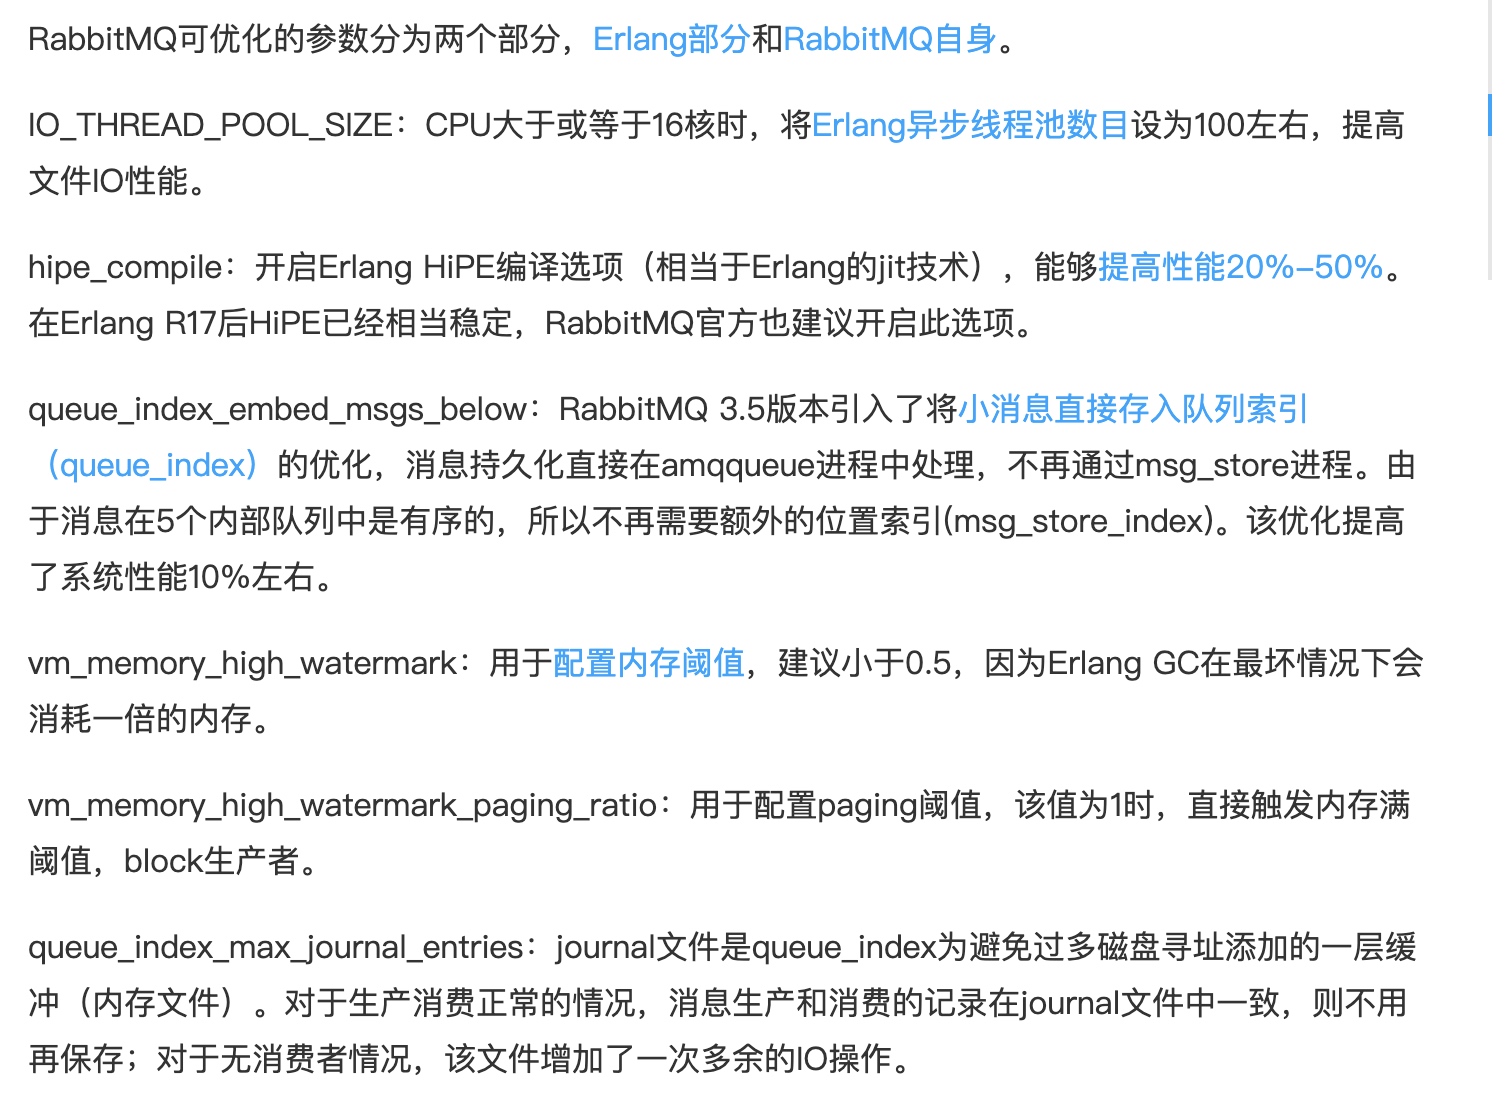 RabbitMQ可优化的参数分为两个部分，Erlang部分和RabbitMQ自身。
IO_THREAD_POOL_SIZE：CPU大于或等于16核时，将Erlang异步线程池数目设为100左右，提高
文件IO性能。
hipe_compile：开启Erlang HiPE编译选项（相当于Erlang的jit技术），能够提高性能20%-50%。
在Erlang R17后HiPE已经相当稳定，RabbitMQ官方也建议开启此选项。
queue_index_embed_msgs_below：RabbitMQ 3.5版本引入了将小消息直接存入队列索引
（queue_index）的优化，消息持久化直接在amqqueue进程中处理，不再通过msg_store进程。由
于消息在5个内部队列中是有序的，所以不再需要额外的位置索引(msg_store_index)。该优化提高
了系统性能10%左右。
vm_memory_high_watermark：用于配置内存阈值，建议小于0.5，因为Erlang GC在最坏情况下会
消耗一倍的内存。
vm_memory_high_watermark_paging_ratio：用于配置paging阈值，该值为1时，直接触发内存满
阈值，block生产者。
queue_index_max_journal_entries：journal文件是queue_index为避免过多磁盘寻址添加的一层缓
冲（内存文件）。对于生产消费正常的情况，消息生产和消费的记录在journal文件中一致，则不用
再保存；对于无消费者情况，该文件增加了一次多余的IO操作。